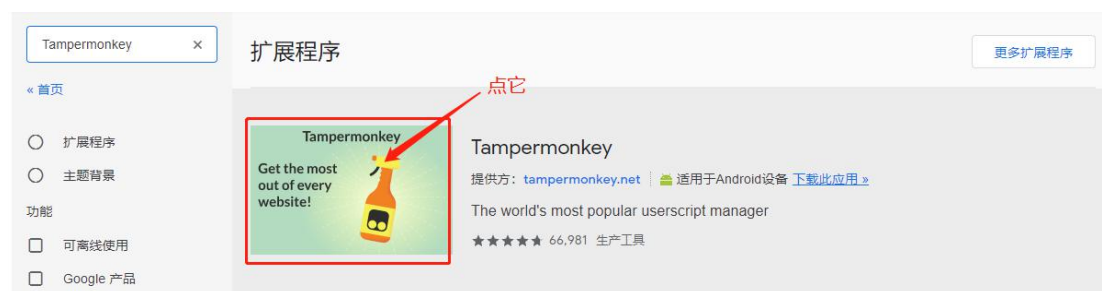 Tampermonkey ×
扩展程序
更多扩展程序
« 首页
点它
扩展程序
主题背景
功能
可离线使用
Google 产品
Tampermonkey
Get the most
out of every
website!
Tampermonkey
提供方: tampermonkey.net 适用于Android设备 下载此应用 »
The world's most popular userscript manager
★★★★★ 66,981 生产工具